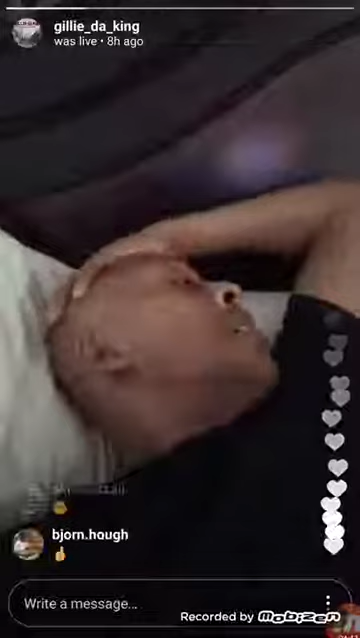 gillie_da_king
was live • 8h ago
bjorn.hough
Write a message...
Recorded by Mobizen